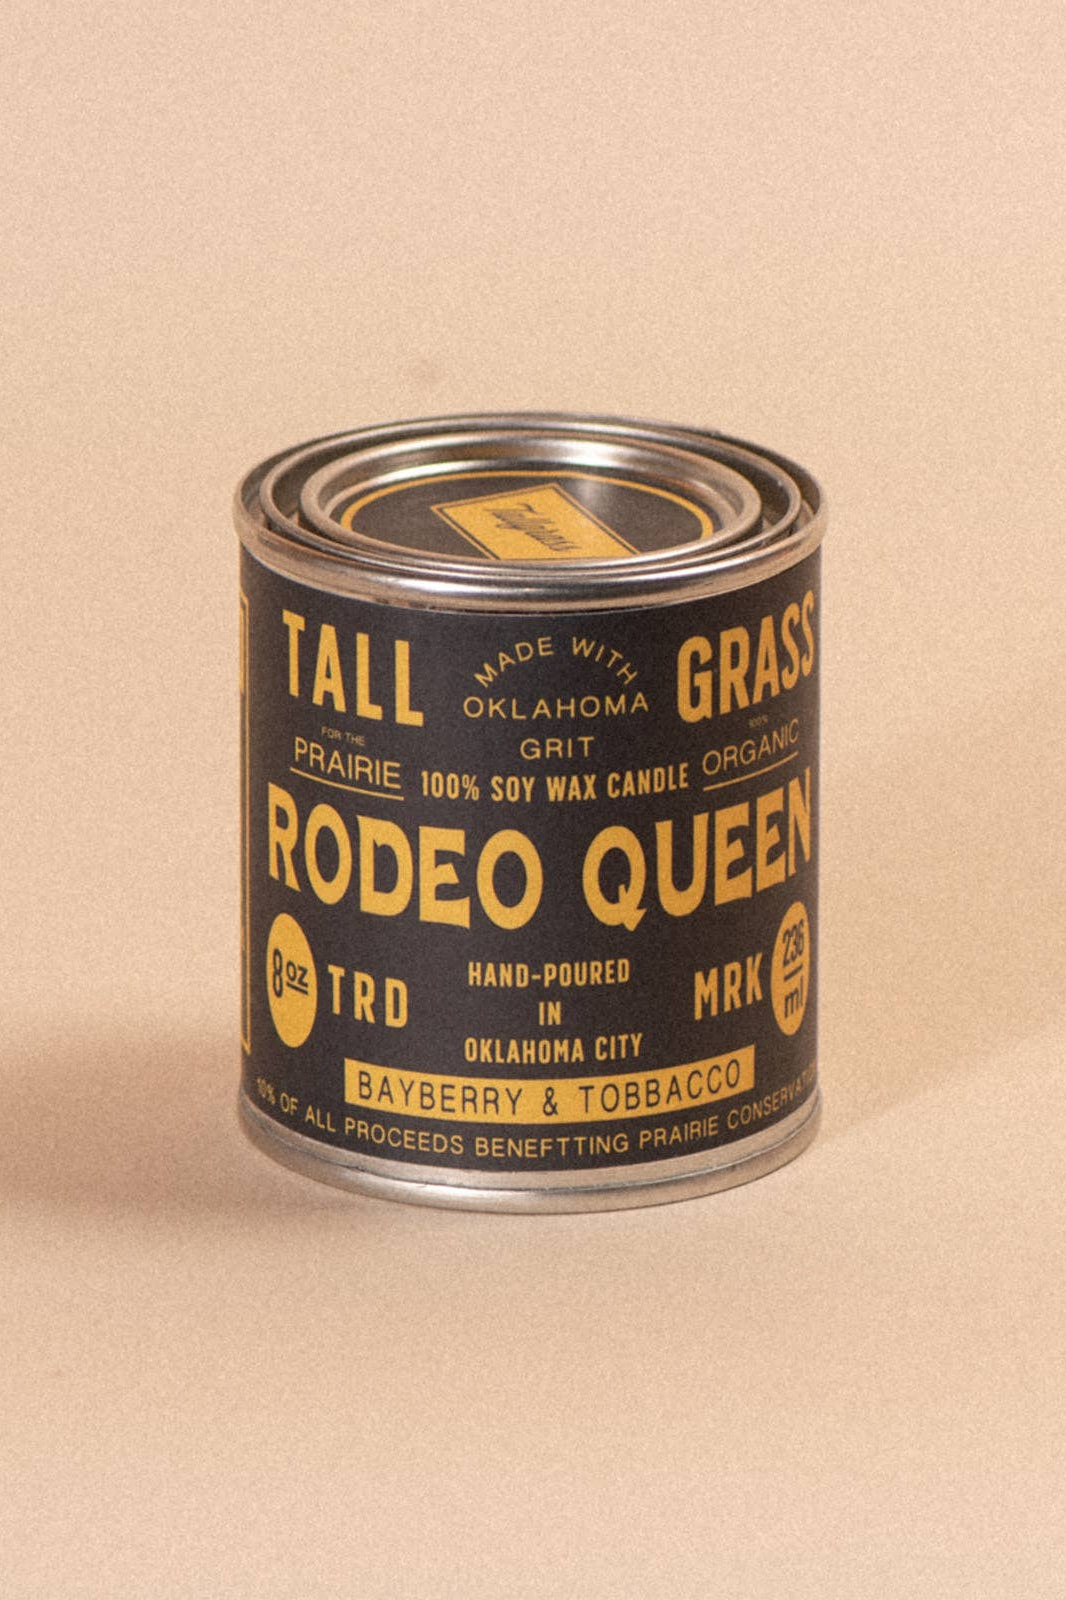 Tallgrass
TALL
MADE WITH
OKLAHOMA
GRIT
GRASS
FOR THE
PRAIRIE
100%
ORGANIC
100% SOY WAX CANDLE
RODEO QUEEN
8oz
TRD
HAND-POURED
IN
OKLAHOMA CITY
MRK
236
ml
BAYBERRY & TOBBACCO
10% OF ALL PROCEEDS BENEFTTING PRAIRIE